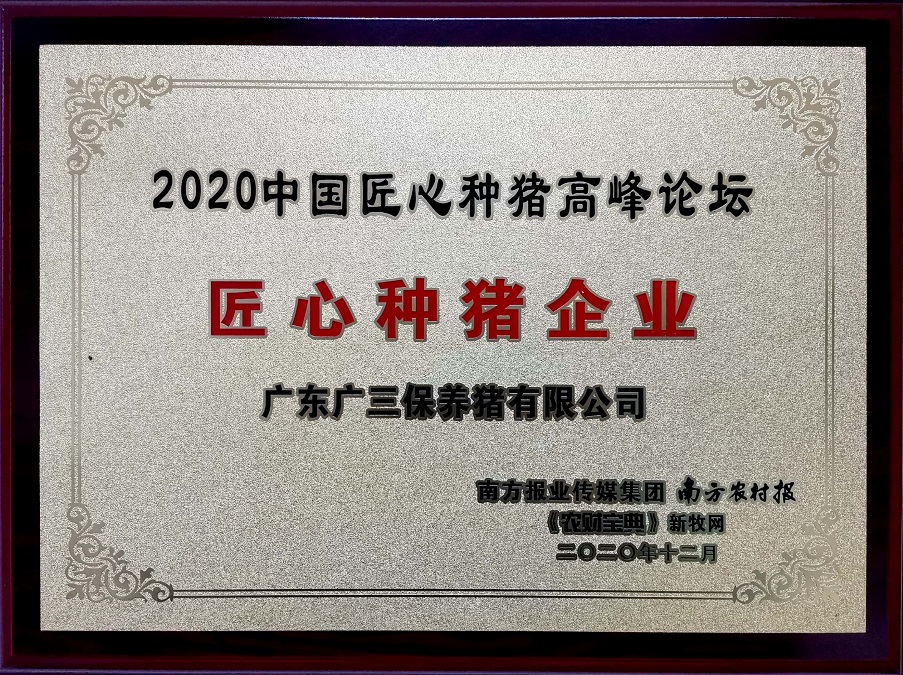 2020中国匠心种猪高峰论坛
匠心种猪企业
广东广三保养猪有限公司
南方报业传媒集团 南方农村报
《农财宝典》新牧网
二〇二〇年十二月